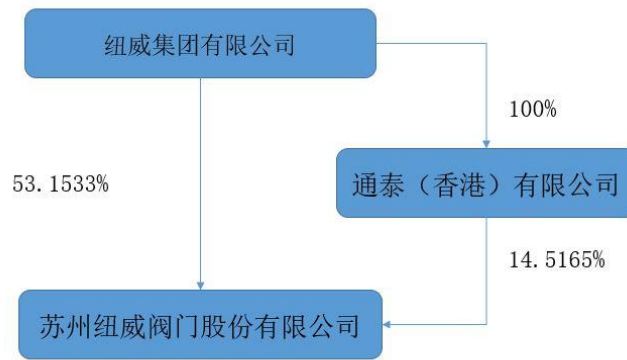 纽威集团有限公司
100%
53.1533%
通泰（香港）有限公司
14.5165%
苏州纽威阀门股份有限公司